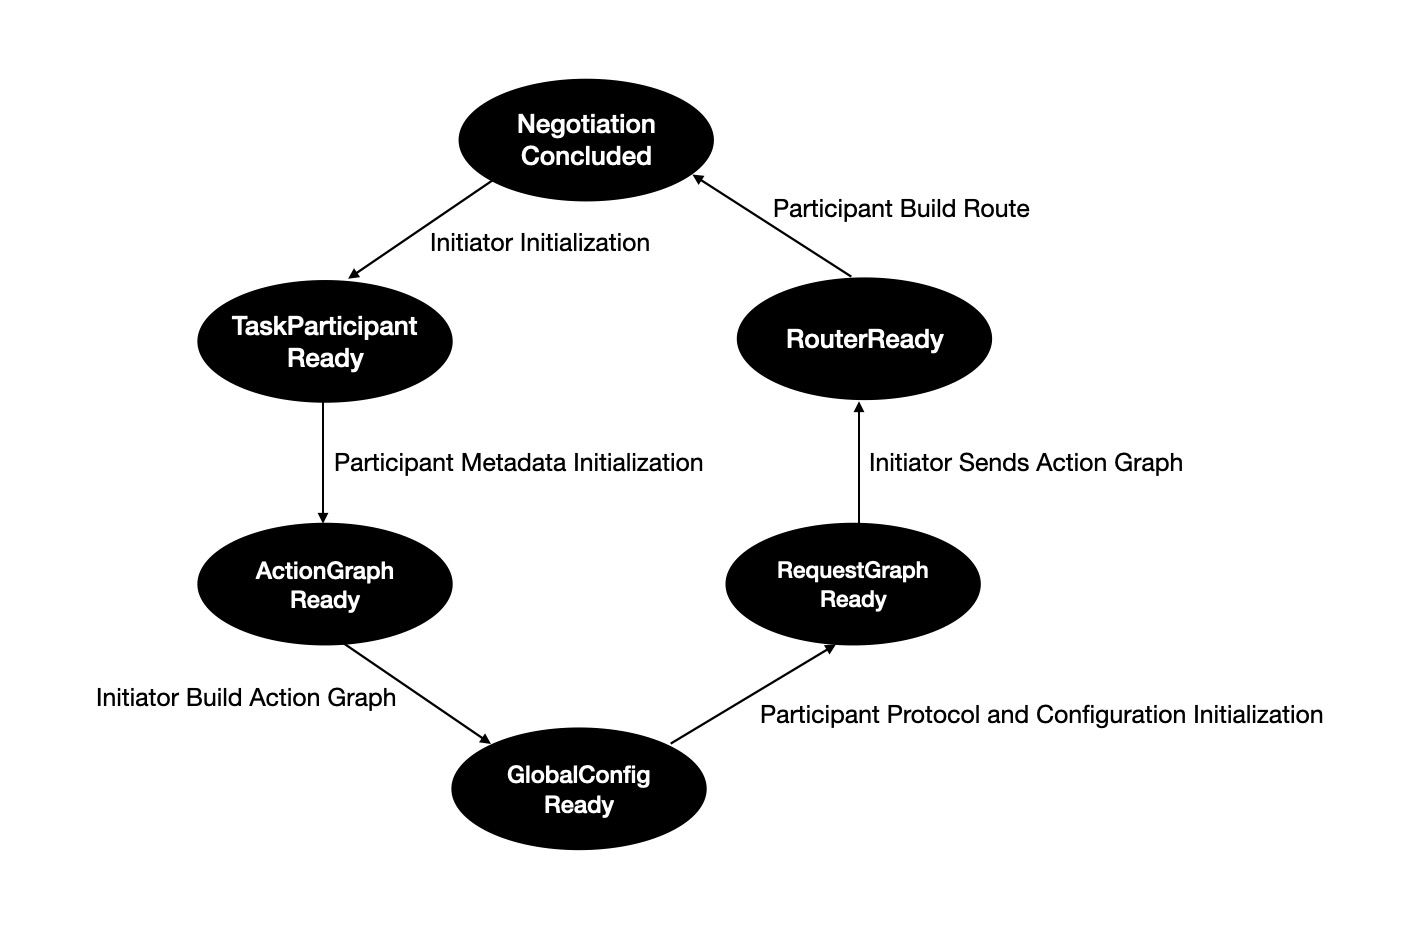 Negotiation
Concluded
Participant Build Route
Initiator Initialization
TaskParticipant
Ready
RouterReady
Participant Metadata Initialization
Initiator Sends Action Graph
ActionGraph
Ready
RequestGraph
Ready
Initiator Build Action Graph
Participant Protocol and Configuration Initialization
GlobalConfig
Ready